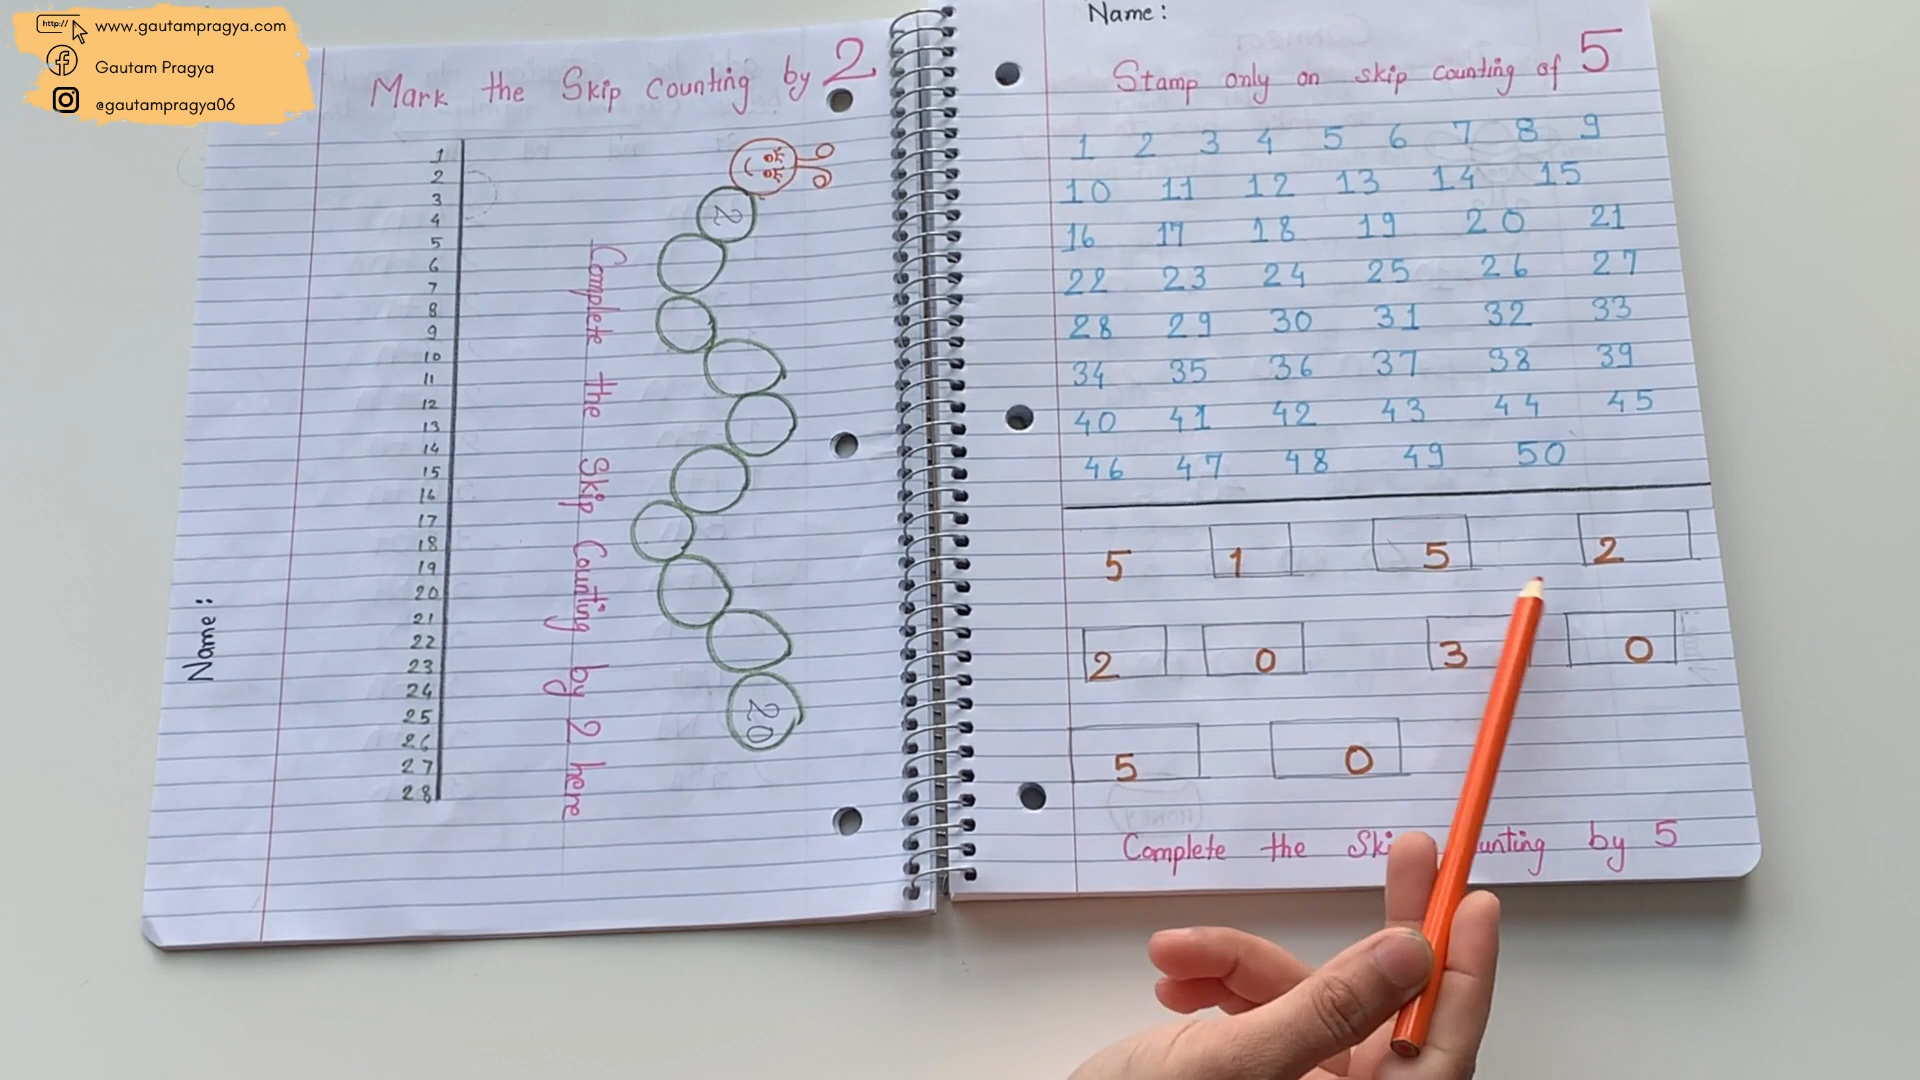 http://
www.gautampragya.com
Gautam Pragya
@gautampragya06
Mark the Skip counting by 2
1
2
3
4
5
6
7
8
9
10
11
12
13
14
15
16
17
18
19
20
21
22
23
24
25
26
27
28
2
20
Complete the Skip Counting by 2 here
Name:
Name:
Stamp only on skip counting of 5
1 2 3 4 5 6 7 8 9
10 11 12 13 14 15
16 17 18 19 20 21
22 23 24 25 26 27
28 29 30 31 32 33
34 35 36 37 38 39
40 41 42 43 44 45
46 47 48 49 50
5 1 5 2
2 0 3 0
5 0
Complete the Ski unting by 5